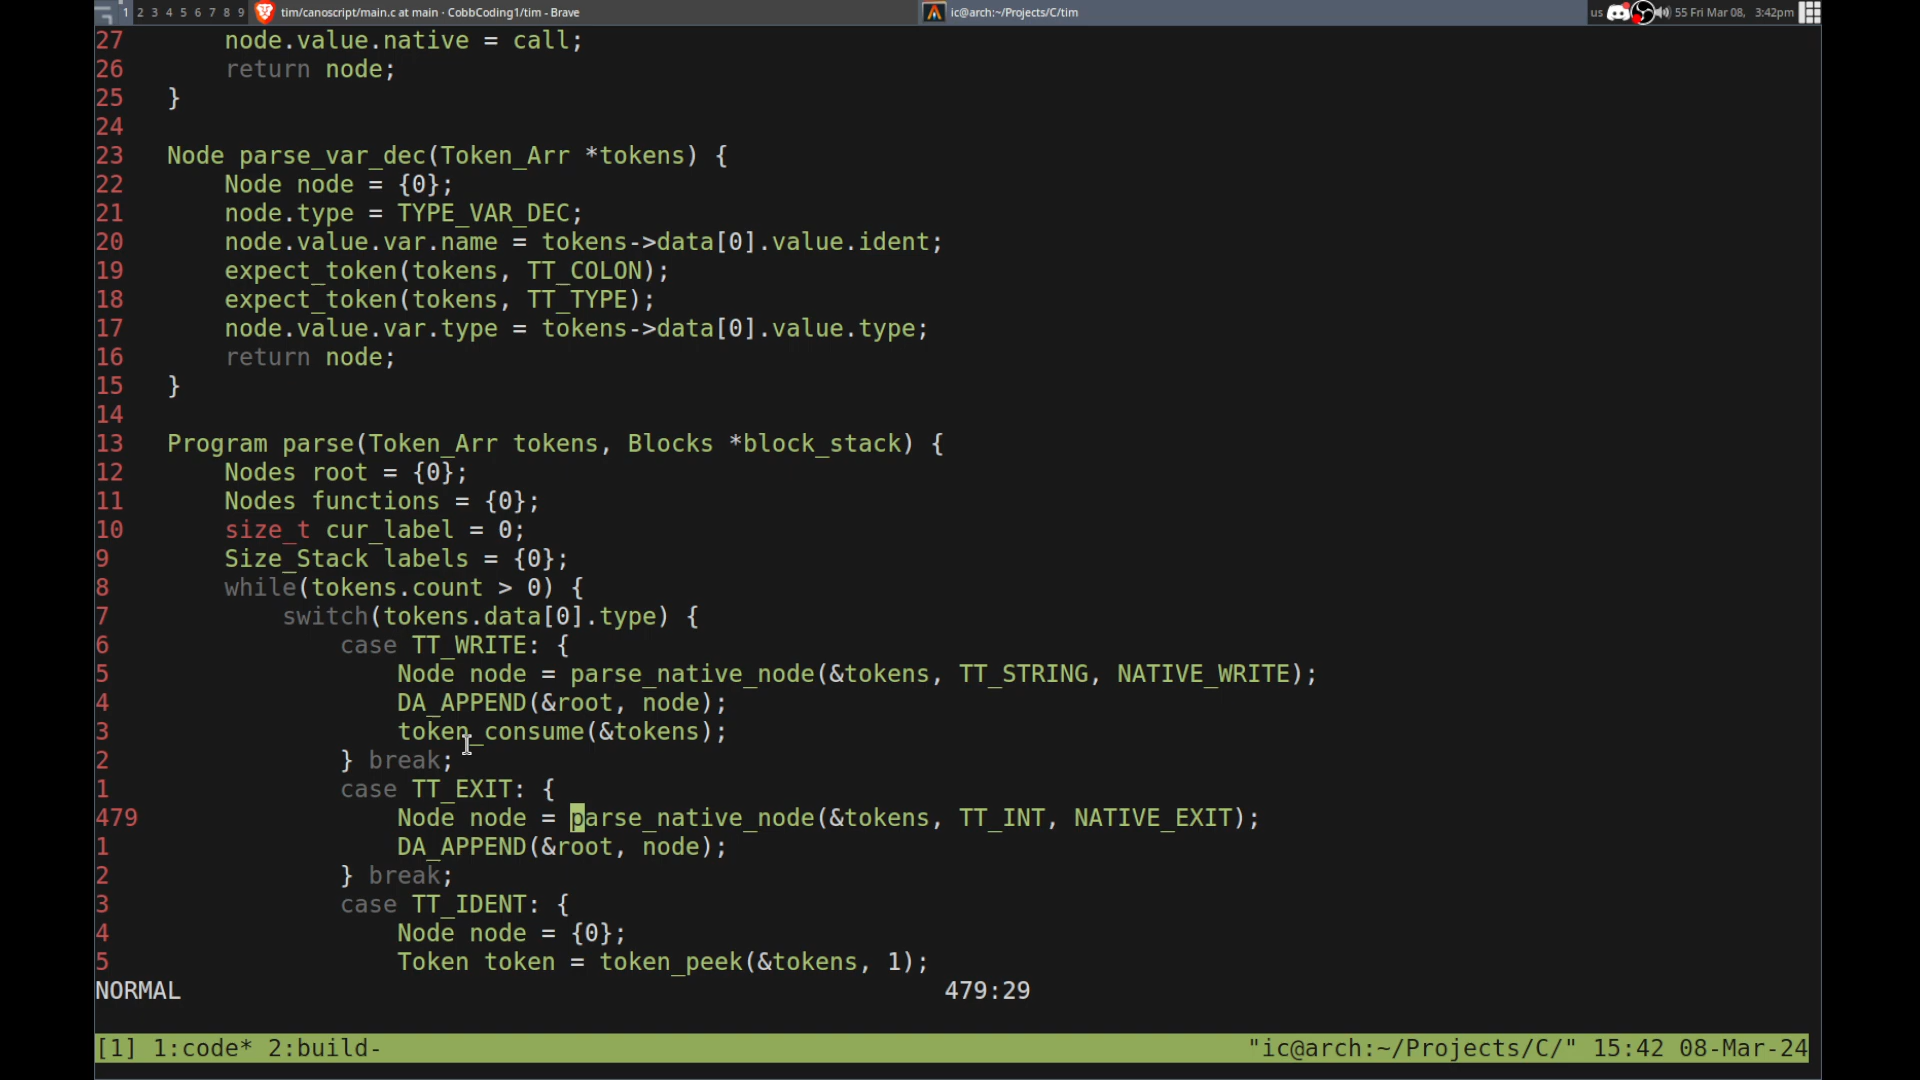 1 2 3 4 5 6 7 8 9 tim/canoscript/main.c at main · CobbCoding1/tim - Brave ic@arch:~/Projects/C/tim us 55 Fri Mar 08, 3:42pm
27 node.value.native = call;
26 return node;
25 }
24
23 Node parse_var_dec(Token_Arr *tokens) {
22 Node node = {0};
21 node.type = TYPE_VAR_DEC;
20 node.value.var.name = tokens->data[0].value.ident;
19 expect_token(tokens, TT_COLON);
18 expect_token(tokens, TT_TYPE);
17 node.value.var.type = tokens->data[0].value.type;
16 return node;
15 }
14
13 Program parse(Token_Arr tokens, Blocks *block_stack) {
12 Nodes root = {0};
11 Nodes functions = {0};
10 size_t cur_label = 0;
9 Size_Stack labels = {0};
8 while(tokens.count > 0) {
7 switch(tokens.data[0].type) {
6 case TT_WRITE: {
5 Node node = parse_native_node(&tokens, TT_STRING, NATIVE_WRITE);
4 DA_APPEND(&root, node);
3 token_consume(&tokens);
2 } break;
1 case TT_EXIT: {
479 Node node = parse_native_node(&tokens, TT_INT, NATIVE_EXIT);
1 DA_APPEND(&root, node);
2 } break;
3 case TT_IDENT: {
4 Node node = {0};
5 Token token = token_peek(&tokens, 1);
NORMAL 479:29
[1] 1:code* 2:build- "ic@arch:~/Projects/C/" 15:42 08-Mar-24